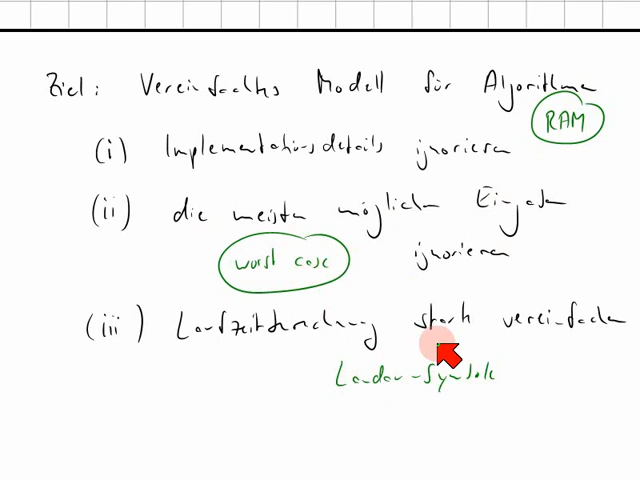 Ziel: Vereinfachtes Modell für Algorithmen
RAM
(i) Implementationsdetails ignorieren
(ii) die meisten möglichen Eingaben
worst case ignorieren
(iii) Laufzeitberechnung stark vereinfachen
Landau-Symbole